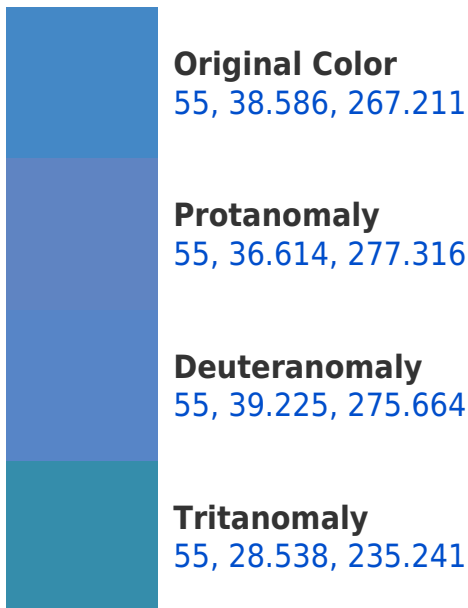 Original Color
55, 38.586, 267.211
Protanomaly
55, 36.614, 277.316
Deuteranomaly
55, 39.225, 275.664
Tritanomaly
55, 28.538, 235.241